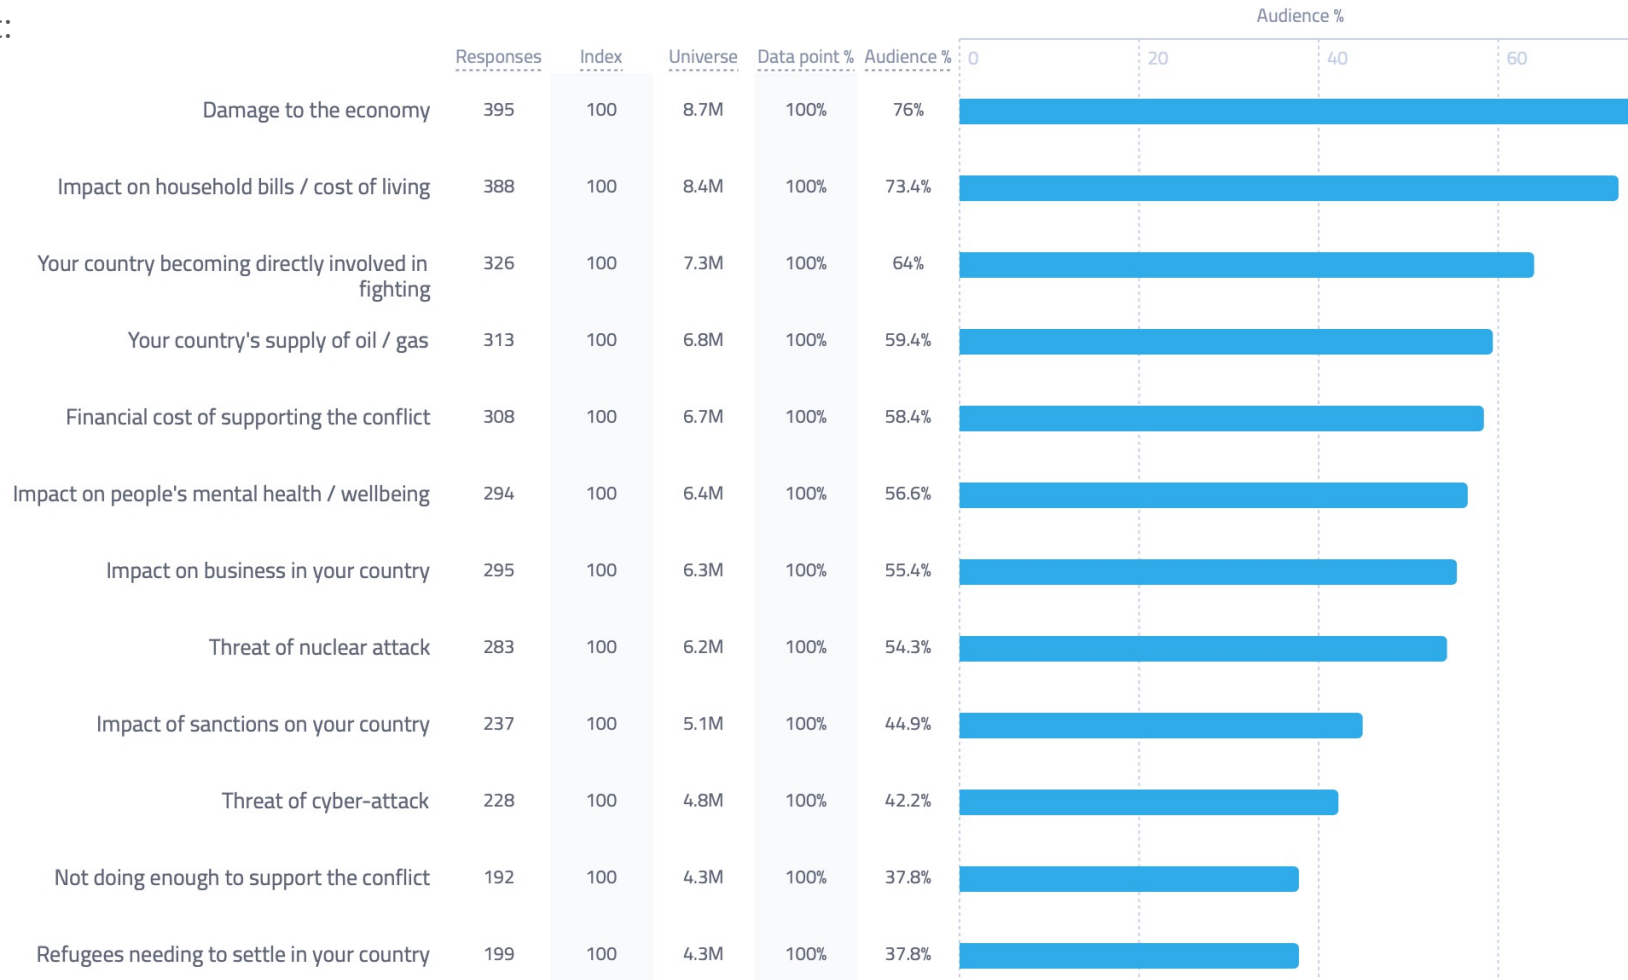 Audience %
Responses Index Universe Data point % Audience % 0 20 40 60
Damage to the economy 395 100 8.7M 100% 76%
Impact on household bills / cost of living 388 100 8.4M 100% 73.4%
Your country becoming directly involved in 326 100 7.3M 100% 64%
fighting
Your country's supply of oil / gas 313 100 6.8M 100% 59.4%
Financial cost of supporting the conflict 308 100 6.7M 100% 58.4%
Impact on people's mental health / wellbeing 294 100 6.4M 100% 56.6%
Impact on business in your country 295 100 6.3M 100% 55.4%
Threat of nuclear attack 283 100 6.2M 100% 54.3%
Impact of sanctions on your country 237 100 5.1M 100% 44.9%
Threat of cyber-attack 228 100 4.8M 100% 42.2%
Not doing enough to support the conflict 192 100 4.3M 100% 37.8%
Refugees needing to settle in your country 199 100 4.3M 100% 37.8%